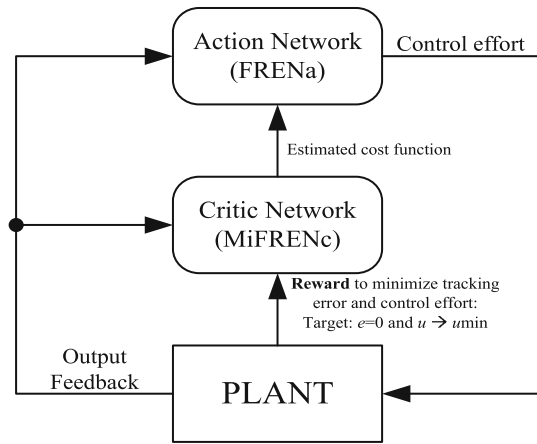 Action Network
(FRENa)
Control effort
Estimated cost function
Critic Network
(MiFRENc)
Reward to minimize tracking
error and control effort:
Target: e=0 and u → umin
Output
Feedback
PLANT